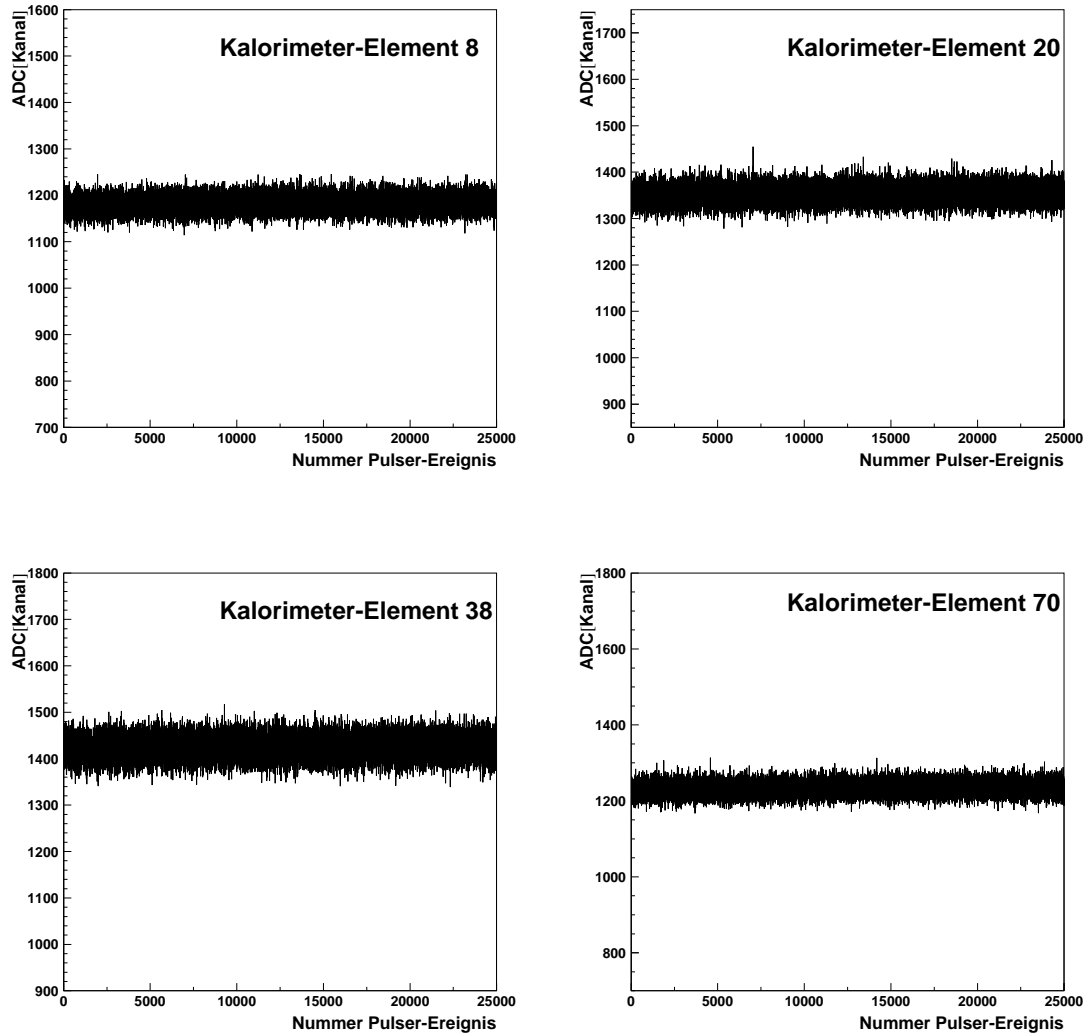 ADC[Kanal]
Kalorimeter-Element 8
1600
1500
1400
1300
1200
1100
1000
900
800
700
0 5000 10000 15000 20000 25000
Nummer Pulser-Ereignis
ADC[Kanal]
Kalorimeter-Element 20
1700
1600
1500
1400
1300
1200
1100
1000
900
0 5000 10000 15000 20000 25000
Nummer Pulser-Ereignis
ADC[Kanal]
Kalorimeter-Element 38
1800
1700
1600
1500
1400
1300
1200
1100
1000
900
0 5000 10000 15000 20000 25000
Nummer Pulser-Ereignis
ADC[Kanal]
Kalorimeter-Element 70
1800
1600
1400
1200
1000
800
0 5000 10000 15000 20000 25000
Nummer Pulser-Ereignis